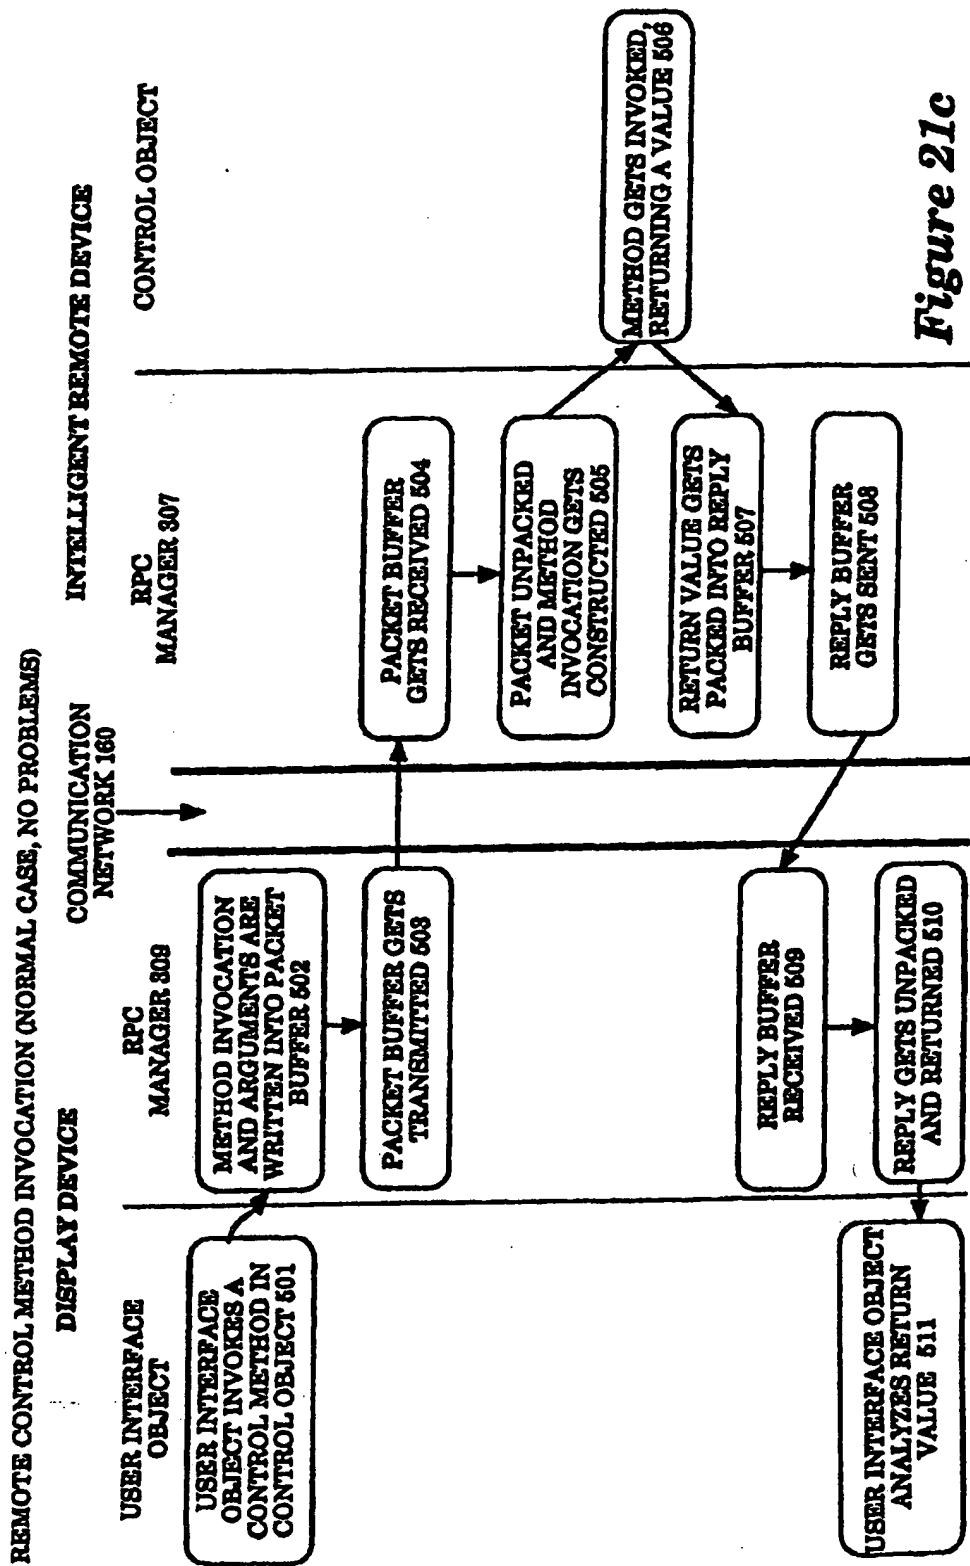 REMOTE CONTROL METHOD INVOCATION (NORMAL CASE, NO PROBLEMS)
DISPLAY DEVICE
COMMUNICATION
NETWORK 160
INTELLIGENT REMOTE DEVICE
USER INTERFACE
OBJECT
RPC
MANAGER 309
RPC
MANAGER 307
CONTROL OBJECT
USER INTERFACE
OBJECT INVOKES A
CONTROL METHOD IN
CONTROL OBJECT 501
METHOD INVOCATION
AND ARGUMENTS ARE
WRITTEN INTO PACKET
BUFFER 502
PACKET BUFFER GETS
TRANSMITTED 503
PACKET BUFFER
GETS RECEIVED 504
PACKET UNPACKED
AND METHOD
INVOCATION GETS
CONSTRUCTED 505
METHOD GETS INVOKED,
RETURNING A VALUE 506
RETURN VALUE GETS
PACKED INTO REPLY
BUFFER 507
REPLY BUFFER
GETS SENT 508
REPLY BUFFER
RECEIVED 509
REPLY GETS UNPACKED
AND RETURNED 510
USER INTERFACE OBJECT
ANALYZES RETURN
VALUE 511
Figure 21c